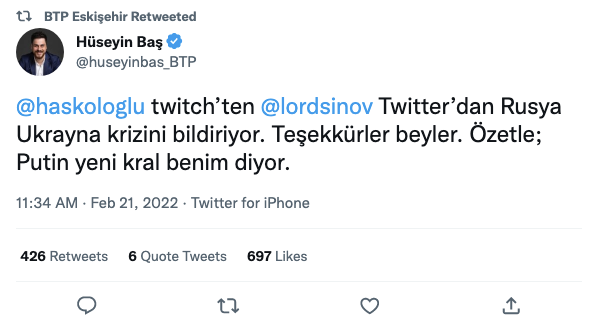 BTP Eskişehir Retweeted
Hüseyin Baş
@huseyinbas_BTP
@haskologlu twitch’ten @lordsinov Twitter’dan Rusya
Ukrayna krizini bildiriyor. Teşekkürler beyler. Özetle;
Putin yeni kral benim diyor.
11:34 AM · Feb 21, 2022 · Twitter for iPhone
426 Retweets 6 Quote Tweets 697 Likes